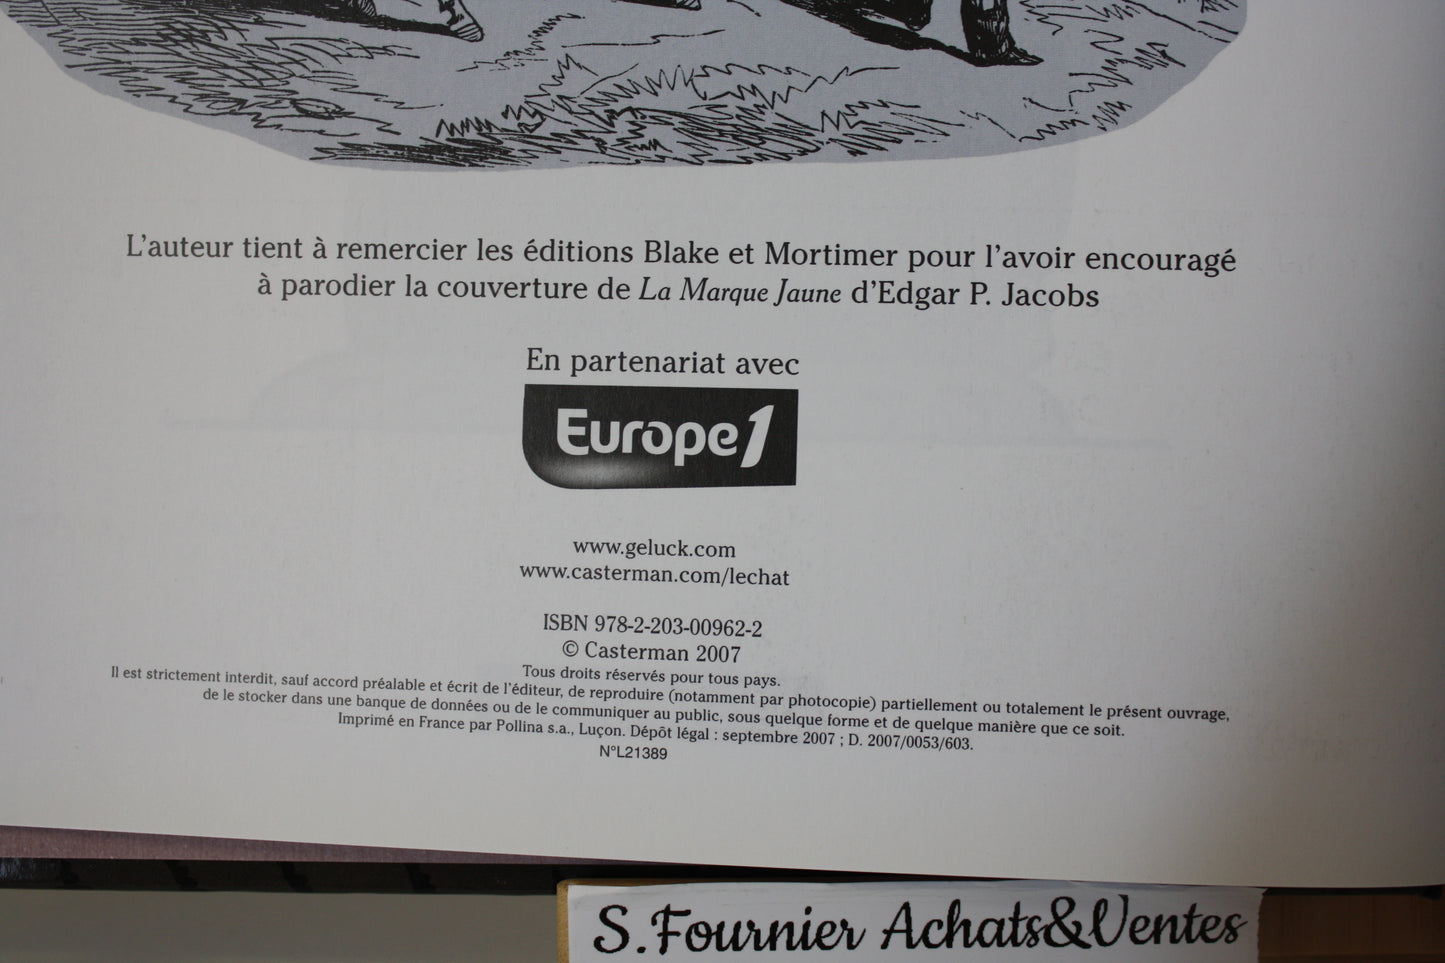 L'auteur tient à remercier les éditions Blake et Mortimer pour l'avoir encouragé
à parodier la couverture de La Marque Jaune d'Edgar P. Jacobs
En partenariat avec
Europe 1
www.geluck.com
www.casterman.com/lechat
ISBN 978-2-203-00962-2
© Casterman 2007
Tous droits réservés pour tous pays.
Il est strictement interdit, sauf accord préalable et écrit de l'éditeur, de reproduire (notamment par photocopie) partiellement ou totalement le présent ouvrage,
de le stocker dans une banque de données ou de le communiquer au public, sous quelque forme et de quelque manière que ce soit.
Imprimé en France par Pollina s.a., Luçon. Dépôt légal : septembre 2007 ; D. 2007/0053/603.
N°L21389
S.Fournier Achats&Ventes